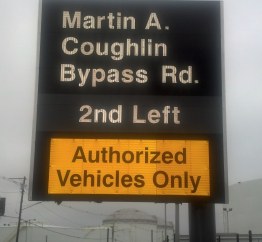 Martin A.
Coughlin
Bypass Rd.
2nd Left
Authorized
Vehicles Only